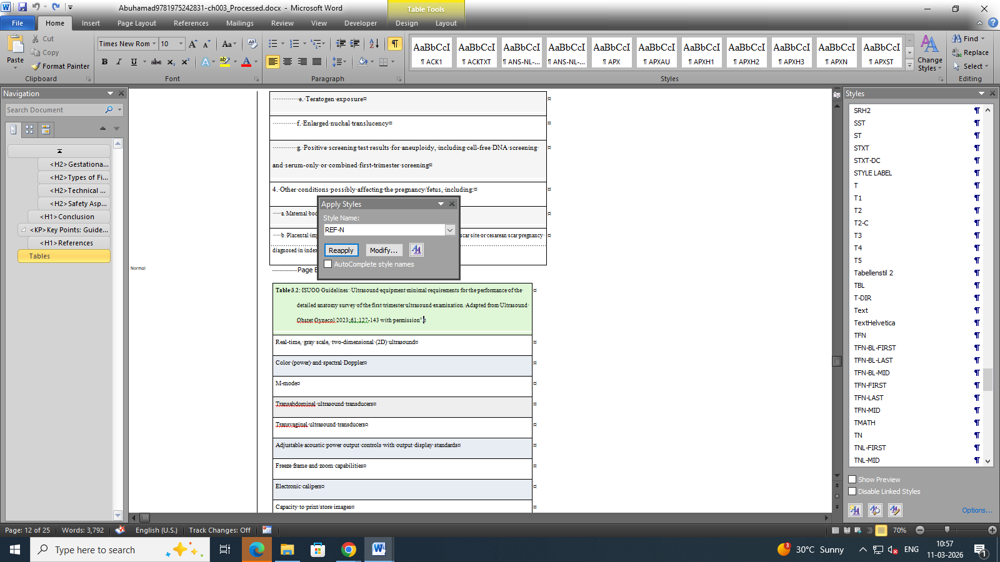 Abuhamad9781975242831-ch003_Processed.docx - Microsoft Word
Table Tools
File Home Insert Page Layout References Mailings Review View Developer Design Layout
Paste
Cut
Copy
Format Painter
Clipboard
Times New Rom 10
Font
Paragraph
AaBbCcI AaBbCcI AaBbCcI AaBbCcI AaBbCcI AaBbCcI AaBbCcI AaBbCcI AaBbCcI AaBbCcI AaBbCcI
¶ ACK1 ¶ ACKTXT ¶ ANS-NL-... ¶ ANS-NL-... ¶ APX ¶ APXAU ¶ APXH1 ¶ APXH2 ¶ APXH3 ¶ APXN ¶ APXST
Styles
Change Styles
Find
Replace
Select
Editing
Navigation
Search Document
<H2>Gestationa...
<H2>Types of Fi...
<H2>Technical ...
<H2>Safety Asp...
<H1>Conclusion
<KP>Key Points: Guide...
<H1>References
Tables
Normal
e. Teratogen exposure¤
f. Enlarged nuchal translucency¤
g. Positive screening test results for aneuploidy, including cell-free DNA screening
and serum-only or combined first-trimester screening¤
4. Other conditions possibly affecting the pregnancy/fetus, including:¤
a. Maternal bod
b. Placental imp scar site or cesarean scar pregnancy
diagnosed in index
Page B
Apply Styles
Style Name:
REF-N
Reapply Modify...
AutoComplete style names
Table 3.2: ISUOG Guidelines: Ultrasound equipment minimal requirements for the performance of the
detailed anatomy survey of the first trimester ultrasound examination. Adapted from Ultrasound
Obstet Gynecol 2023;61:127-143 with permission
Real-time, gray scale, two-dimensional (2D) ultrasound¤
Color (power) and spectral Doppler¤
M-mode¤
Transabdominal ultrasound transducers¤
Transvaginal ultrasound transducers¤
Adjustable acoustic power output controls with output display standards¤
Freeze frame and zoom capabilities¤
Electronic calipers¤
Capacity to print/store images¤
Styles
SRH2
SST
ST
STXT
STXT-DC
STYLE LABEL
T
T1
T2
T2-C
T3
T4
T5
Tabellenstil 2
TBL
T-DIR
Text
TextHelvetica
TFN
TFN-BL-FIRST
TFN-BL-LAST
TFN-BL-MID
TFN-FIRST
TFN-LAST
TFN-MID
TMATH
TN
TNL-FIRST
TNL-MID
Show Preview
Disable Linked Styles
Options...
Page: 12 of 25 Words: 3,792 English (U.S.) Track Changes: Off 70%
Type here to search
30°C Sunny
ENG
10:57
11-03-2026